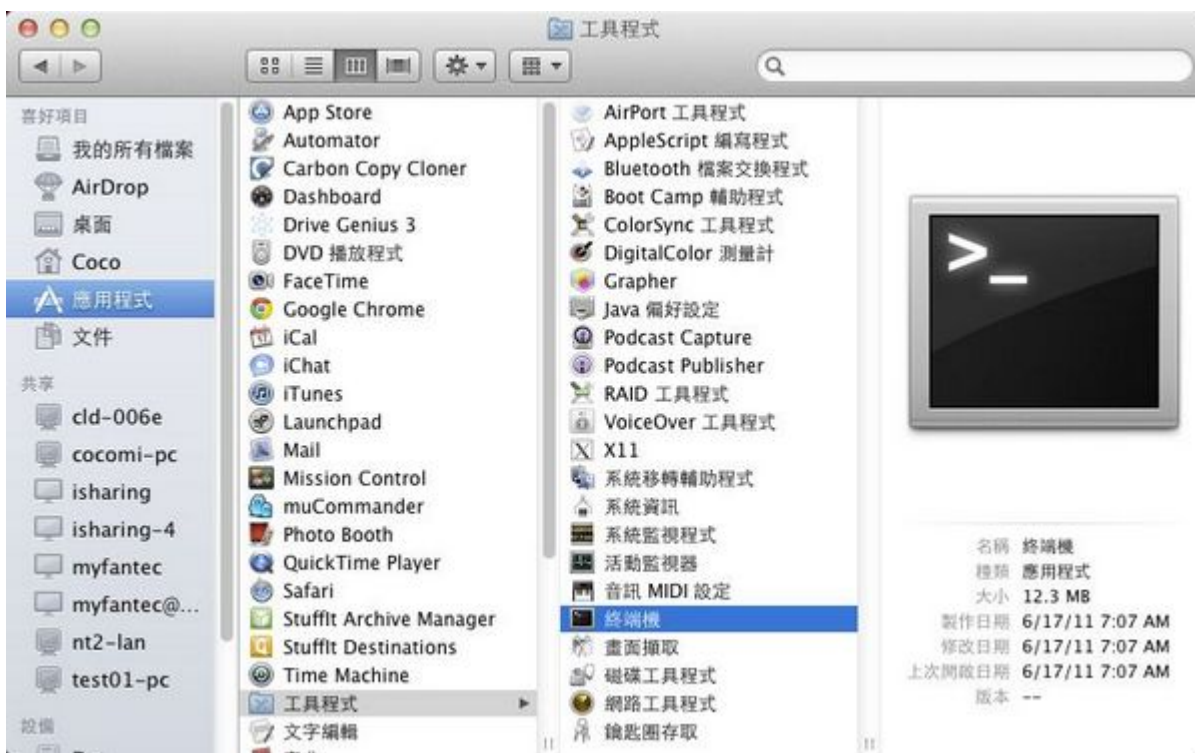 工具程式
喜好項目
我的所有檔案
AirDrop
桌面
Coco
應用程式
文件
共享
cld-006e
cocomi-pc
isharing
isharing-4
myfantec
myfantec@...
nt2-lan
test01-pc
設備
App Store
Automator
Carbon Copy Cloner
Dashboard
Drive Genius 3
DVD 播放程式
FaceTime
Google Chrome
iCal
iChat
iTunes
Launchpad
Mail
Mission Control
muCommander
Photo Booth
QuickTime Player
Safari
StuffIt Archive Manager
StuffIt Destinations
Time Machine
工具程式
文字編輯
AirPort 工具程式
AppleScript 編寫程式
Bluetooth 檔案交換程式
Boot Camp 輔助程式
ColorSync 工具程式
DigitalColor 測量計
Grapher
Java 偏好設定
Podcast Capture
Podcast Publisher
RAID 工具程式
VoiceOver 工具程式
X11
系統移轉輔助程式
系統資訊
系統監視程式
活動監視器
音訊 MIDI 設定
終端機
畫面擷取
磁碟工具程式
網路工具程式
鑰匙圈存取
>_
名稱 終端機
種類 應用程式
大小 12.3 MB
製作日期 6/17/11 7:07 AM
修改日期 6/17/11 7:07 AM
上次開啟日期 6/17/11 7:07 AM
版本 --